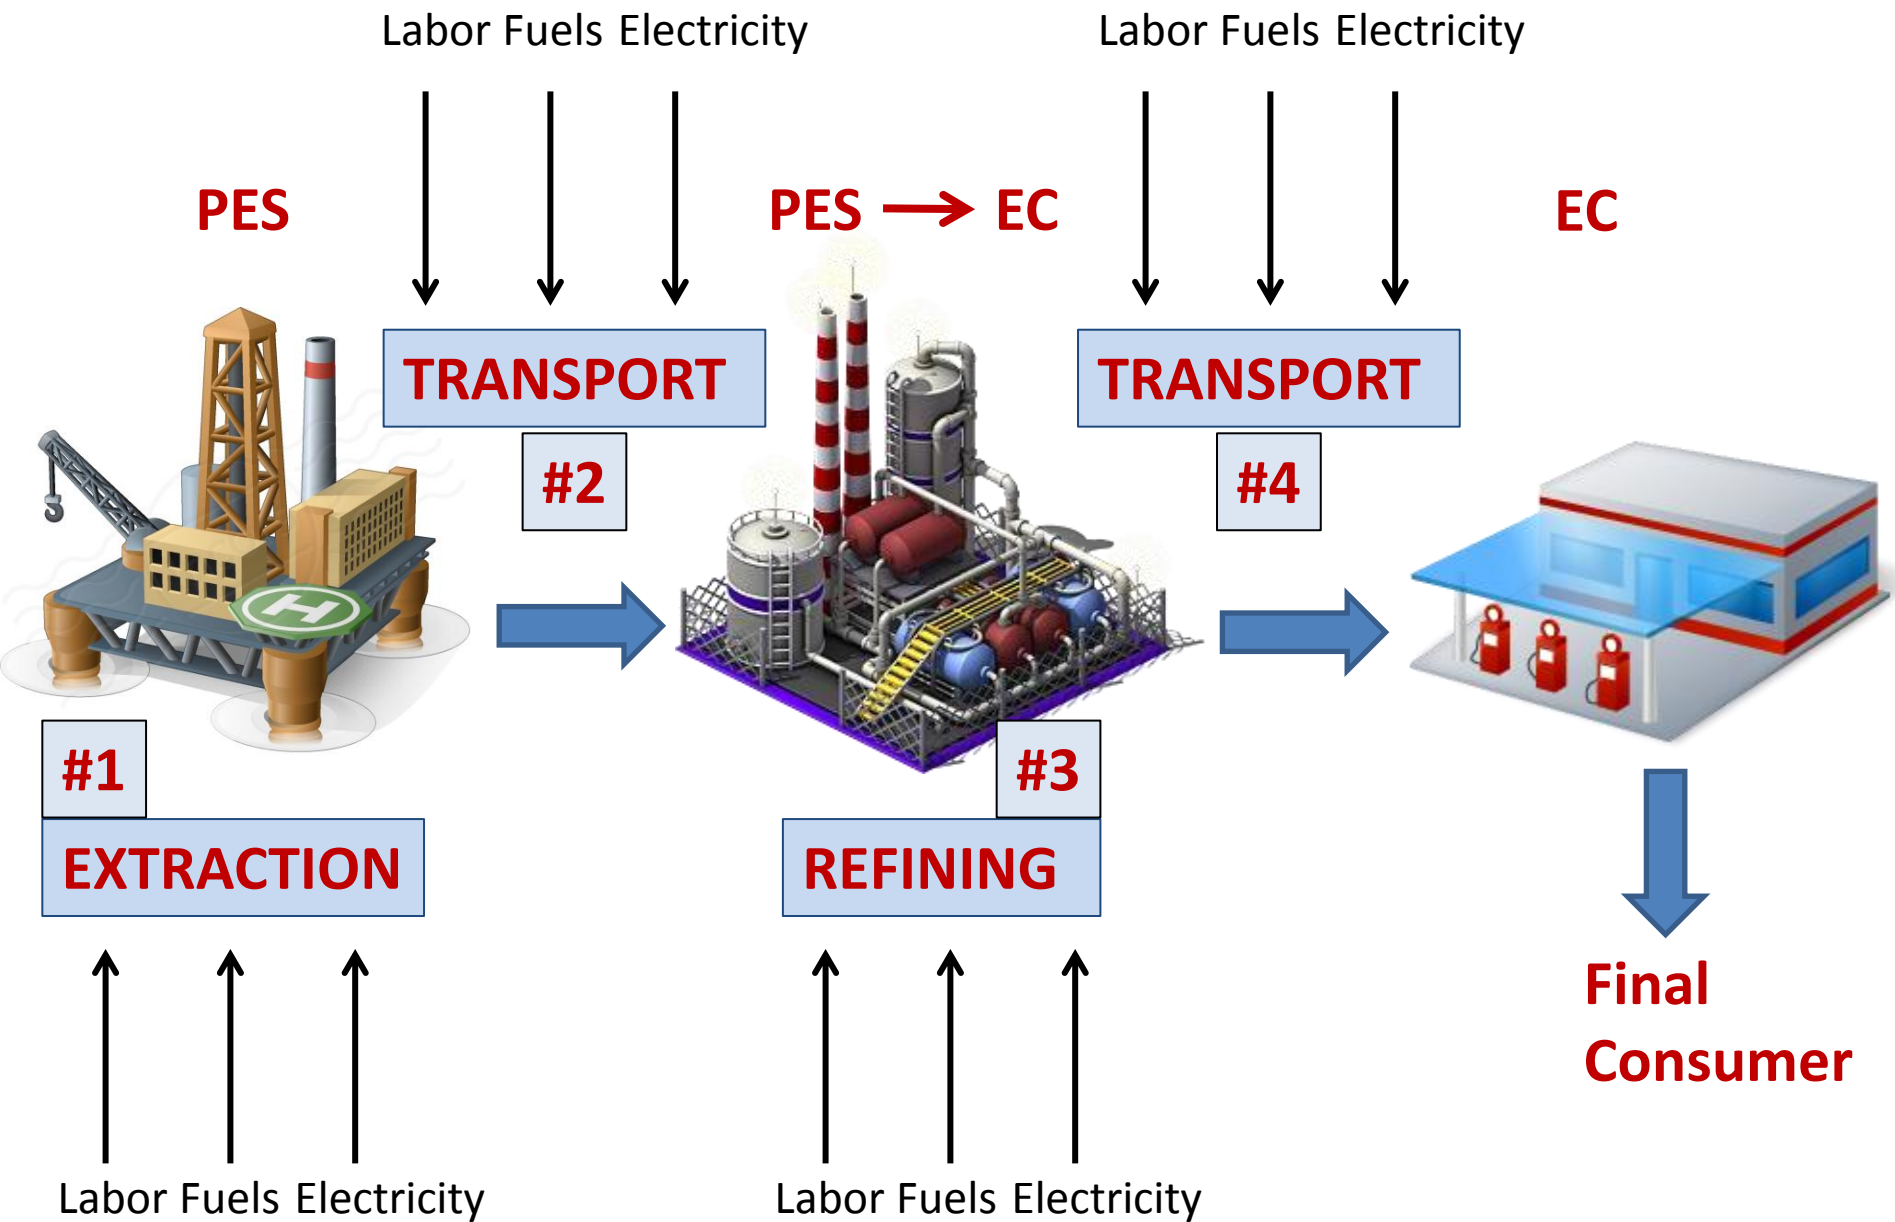 Labor Fuels Electricity
Labor Fuels Electricity
PES
PES → EC
EC
TRANSPORT
TRANSPORT
#2
#4
H
#1
#3
EXTRACTION
REFINING
Final
Consumer
Labor Fuels Electricity
Labor Fuels Electricity